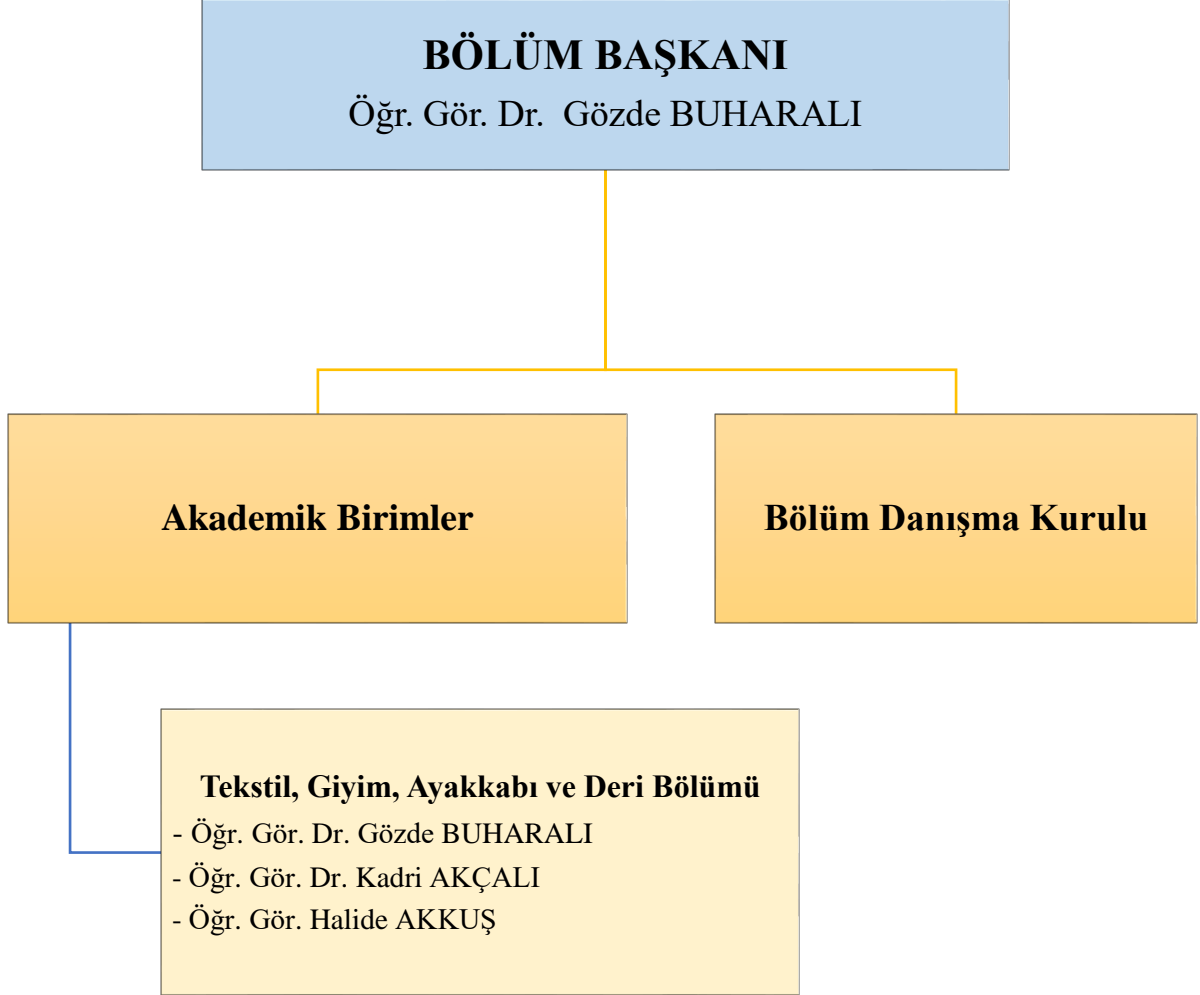 BÖLÜM BAŞKANI
Öğr. Gör. Dr. Gözde BUHARALI
Akademik Birimler
Bölüm Danışma Kurulu
Tekstil, Giyim, Ayakkabı ve Deri Bölümü
- Öğr. Gör. Dr. Gözde BUHARALI
- Öğr. Gör. Dr. Kadri AKÇALI
- Öğr. Gör. Halide AKKUŞ